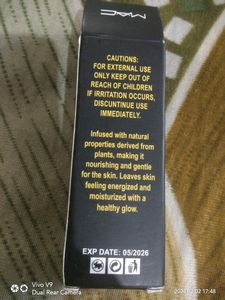 MAC
CAUTIONS:
FOR EXTERNAL USE
ONLY KEEP OUT OF
REACH OF CHILDREN
IF IRRITATION OCCURS,
DISCUNTINUE USE
IMMEDIATELY.
Infused with natural
properties derived from
plants, making it
nourishing and gentle
for the skin. Leaves skin
feeling energized and
moisturized with a
healthy glow.
EXP DATE: 05/2026
Vivo V9
Dual Rear Camera